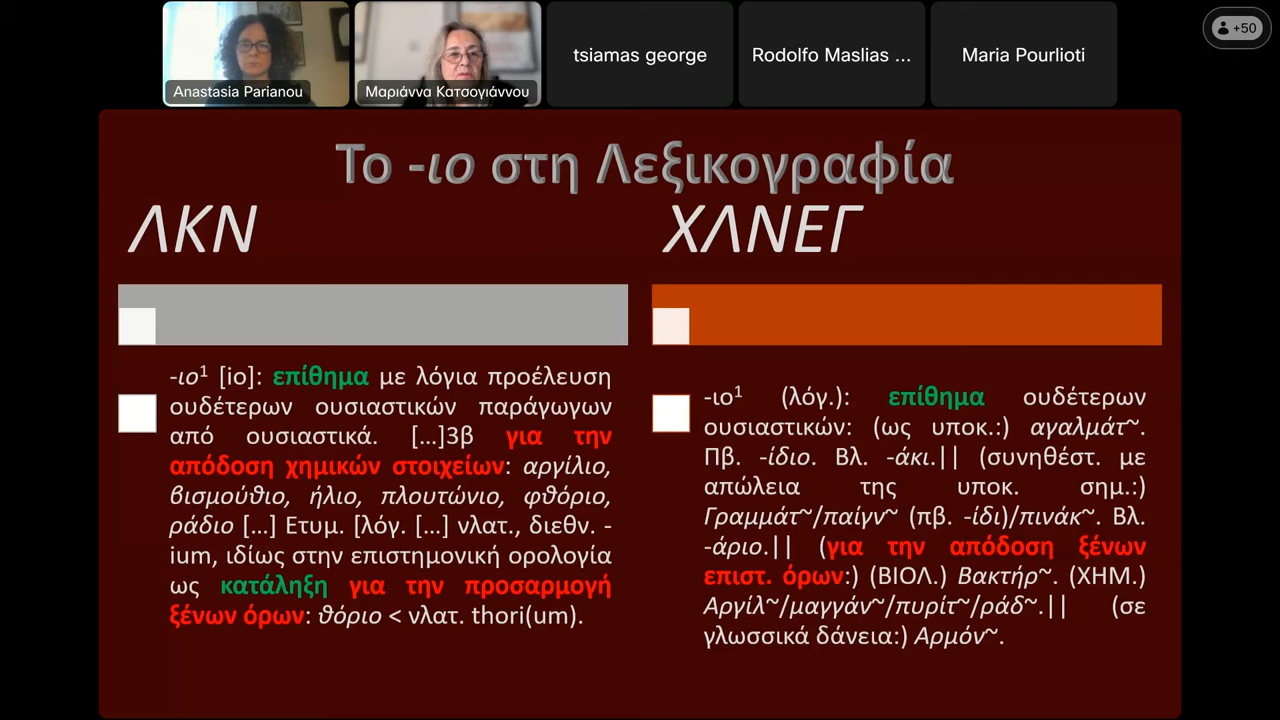 Anastasia Parianou
Μαριάννα Κατσογιάννου
tsiamas george
Rodolfo Maslias ...
Maria Pourlioti
+50
Το -ιο στη Λεξικογραφία
ΛΚΝ
-ιο¹ [io]: επίθημα με λόγια προέλευση
ουδέτερων ουσιαστικών παράγωγων
από ουσιαστικά. […]3β για την
απόδοση χημικών στοιχείων: αργίλιο,
βισμούθιο, ήλιο, πλουτώνιο, φθόριο,
ράδιο […] Ετυμ. [λόγ. […] νλατ., διεθν. -
ium, ιδίως στην επιστημονική ορολογία
ως κατάληξη για την προσαρμογή
ξένων όρων: θόριο < νλατ. thori(um).
ΧΛΝΕΓ
-ιο¹ (λόγ.): επίθημα ουδέτερων
ουσιαστικών: (ως υποκ.:) αγαλμάτ~.
Πβ. -ίδιο. Βλ. -άκι.|| (συνηθέστ. με
απώλεια της υποκ. σημ.:)
Γραμμάτ~/παίγν~ (πβ. -ίδι)/πινάκ~. Βλ.
-άριο.|| (για την απόδοση ξένων
επιστ. όρων:) (ΒΙΟΛ.) Βακτήρ~. (ΧΗΜ.)
Αργίλ~/μαγγάν~/πυρίτ~/ράδ~.|| (σε
γλωσσικά δάνεια:) Αρμόν~.